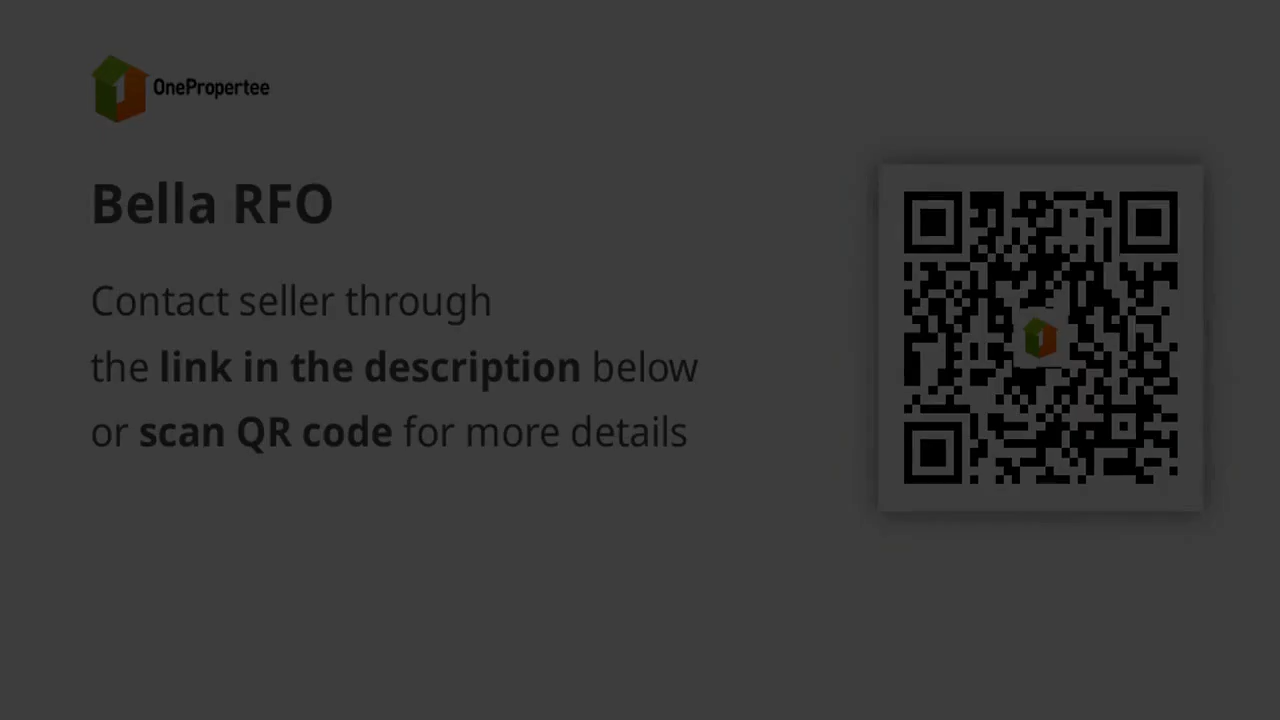 OnePropertee
Bella RFO
Contact seller through
the link in the description below
or scan QR code for more details